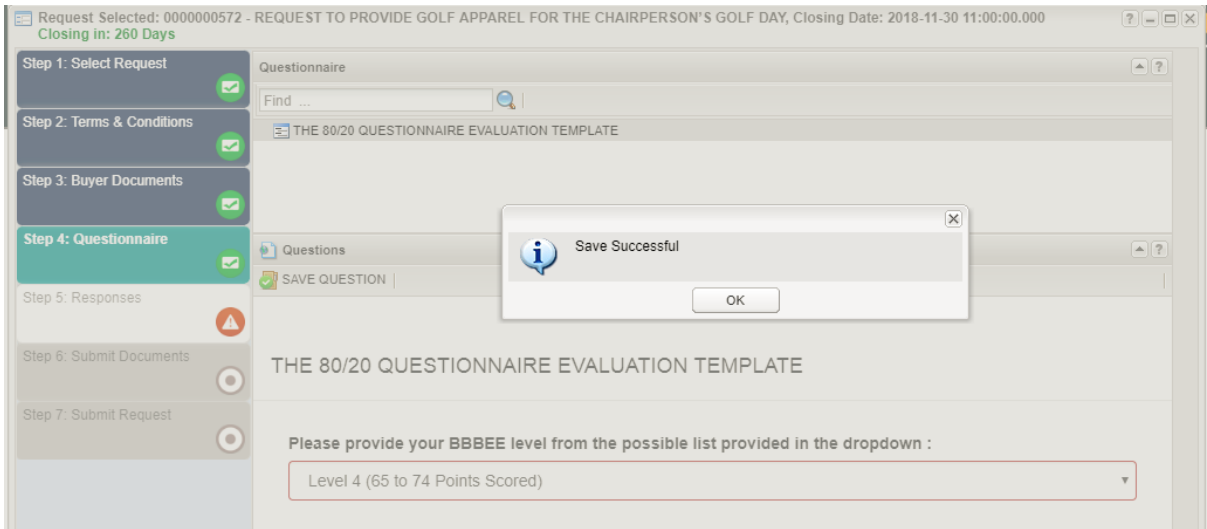 Request Selected: 0000000572 - REQUEST TO PROVIDE GOLF APPAREL FOR THE CHAIRPERSON'S GOLF DAY, Closing Date: 2018-11-30 11:00:00.000
Closing in: 260 Days
Step 1: Select Request
Step 2: Terms & Conditions
Step 3: Buyer Documents
Step 4: Questionnaire
Step 5: Responses
Step 6: Submit Documents
Step 7: Submit Request
Questionnaire
Find ...
THE 80/20 QUESTIONNAIRE EVALUATION TEMPLATE
Save Successful
OK
Questions
SAVE QUESTION
THE 80/20 QUESTIONNAIRE EVALUATION TEMPLATE
Please provide your BBBEE level from the possible list provided in the dropdown :
Level 4 (65 to 74 Points Scored)